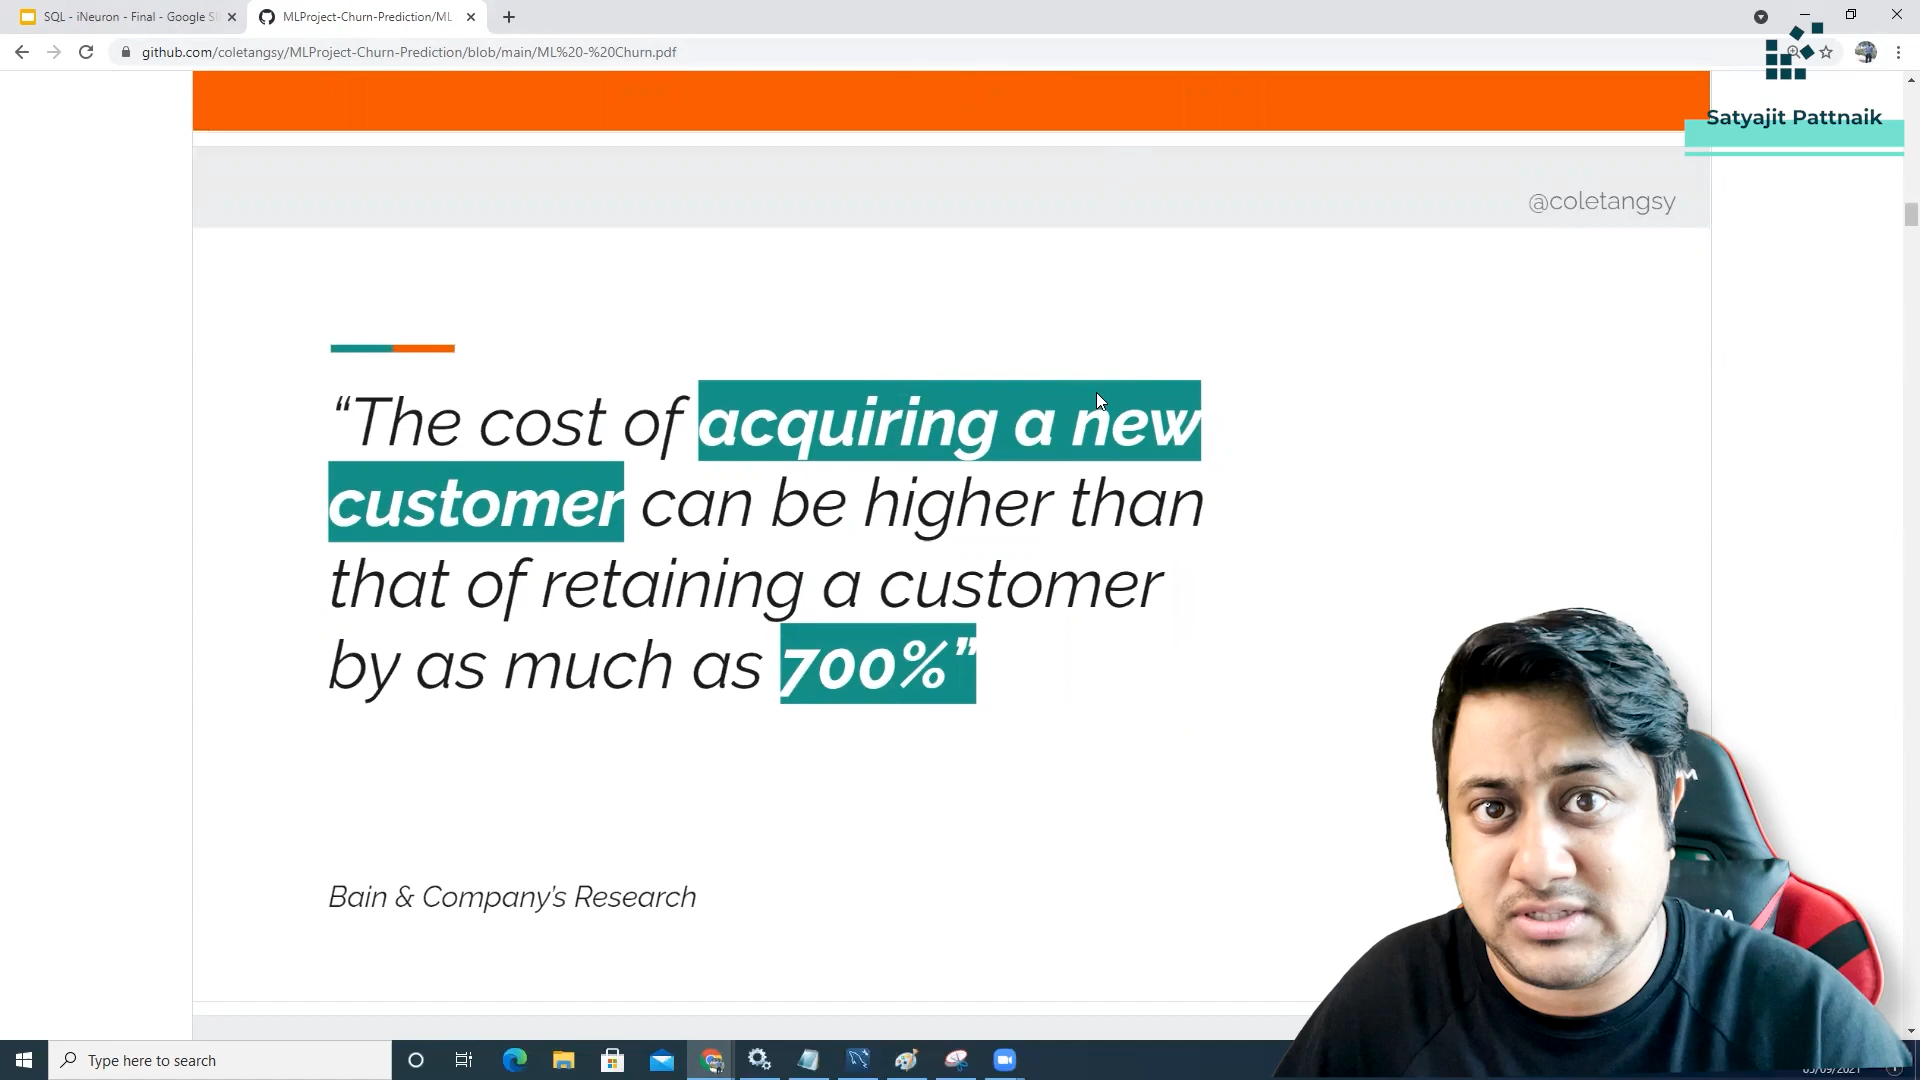 SQL - iNeuron - Final - Google Sl
MLProject-Churn-Prediction/ML
github.com/coletangsy/MLProject-Churn-Prediction/blob/main/ML%20-%20Churn.pdf
Satyajit Pattnaik
@coletangsy
“The cost of acquiring a new
customer can be higher than
that of retaining a customer
by as much as 700%”
Bain & Company’s Research
Type here to search